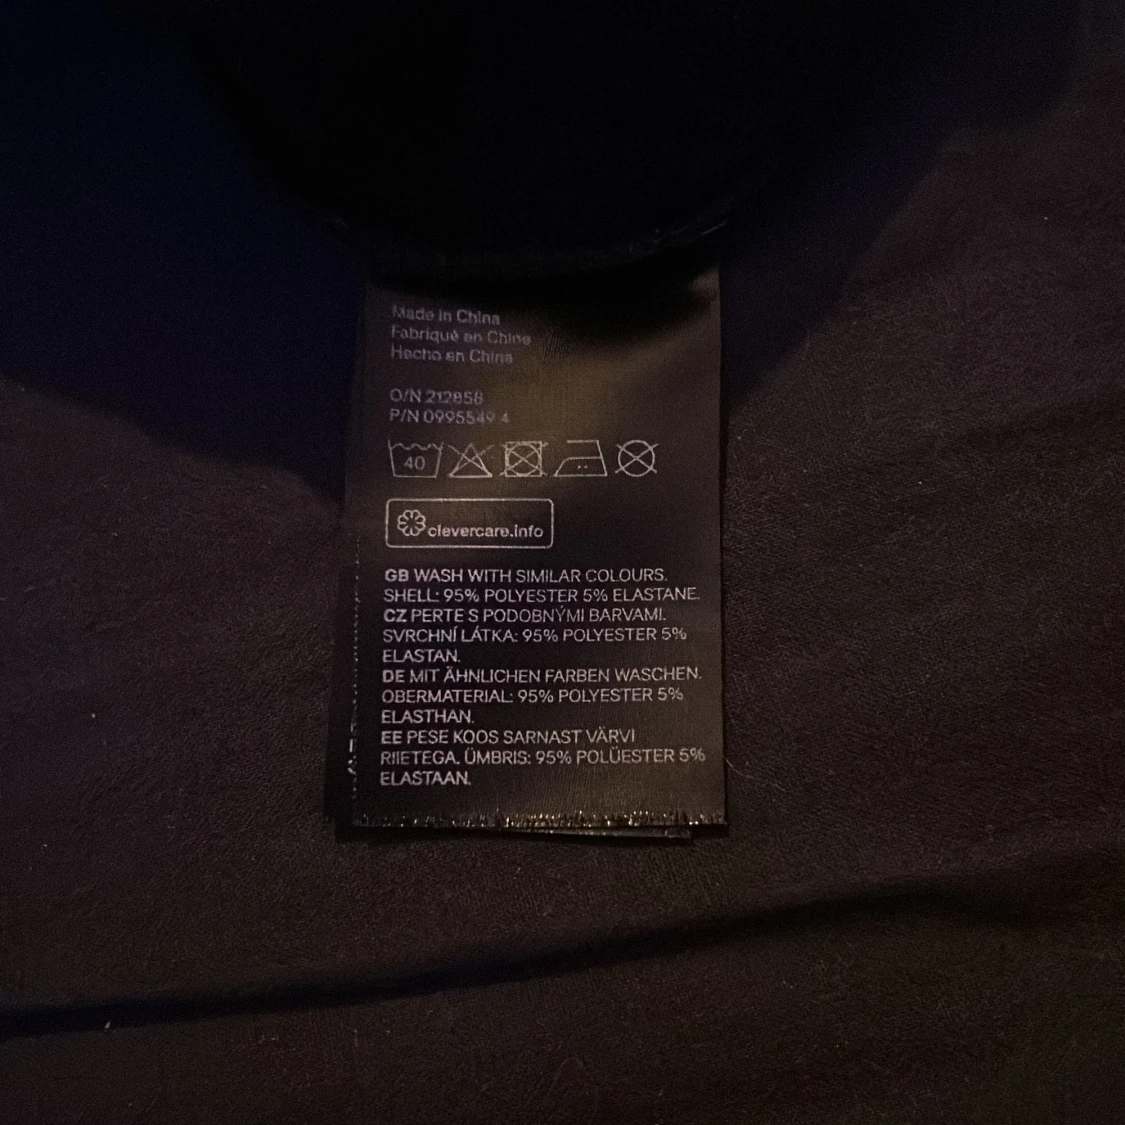 Made in China
Fabriqué en Chine
Hecho en China
O/N 212858
P/N 0995549 4
40
clevercare.info
GB WASH WITH SIMILAR COLOURS.
SHELL: 95% POLYESTER 5% ELASTANE.
CZ PERTE S PODOBNÝMI BARVAMI.
SVRCHNÍ LÁTKA: 95% POLYESTER 5%
ELASTAN.
DE MIT ÄHNLICHEN FARBEN WASCHEN.
OBERMATERIAL: 95% POLYESTER 5%
ELASTHAN.
EE PESE KOOS SARNAST VÄRVI
RIIETEGA. ÜMBRIS: 95% POLÜESTER 5%
ELASTAAN.